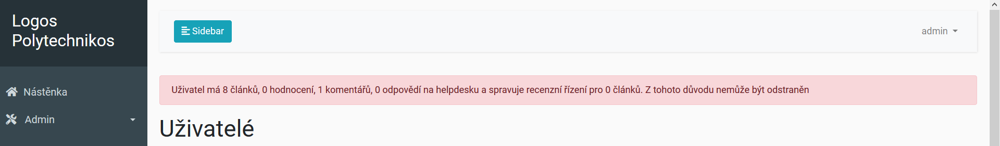 Logos
Polytechnikos
Sidebar
admin
Nástěnka
Admin
Uživatel má 8 článků, 0 hodnocení, 1 komentářů, 0 odpovědí na helpdesku a spravuje recenzní řízení pro 0 článků. Z tohoto důvodu nemůže být odstraněn
Uživatelé